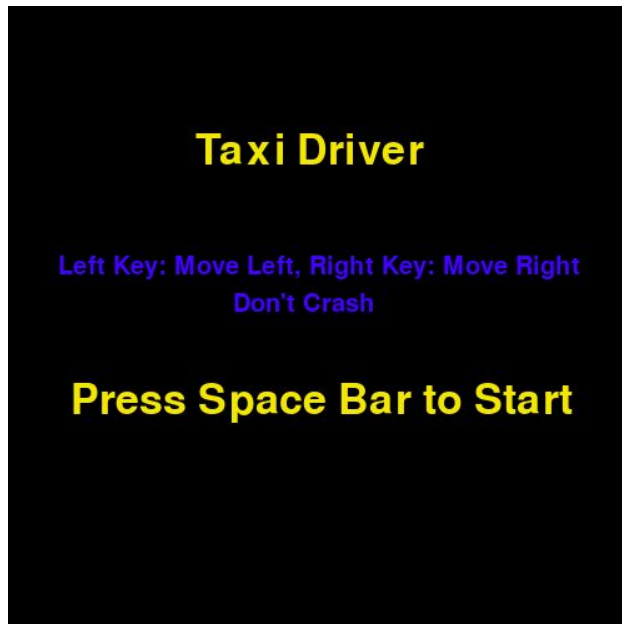 Taxi Driver
Left Key: Move Left, Right Key: Move Right
Don't Crash
Press Space Bar to Start